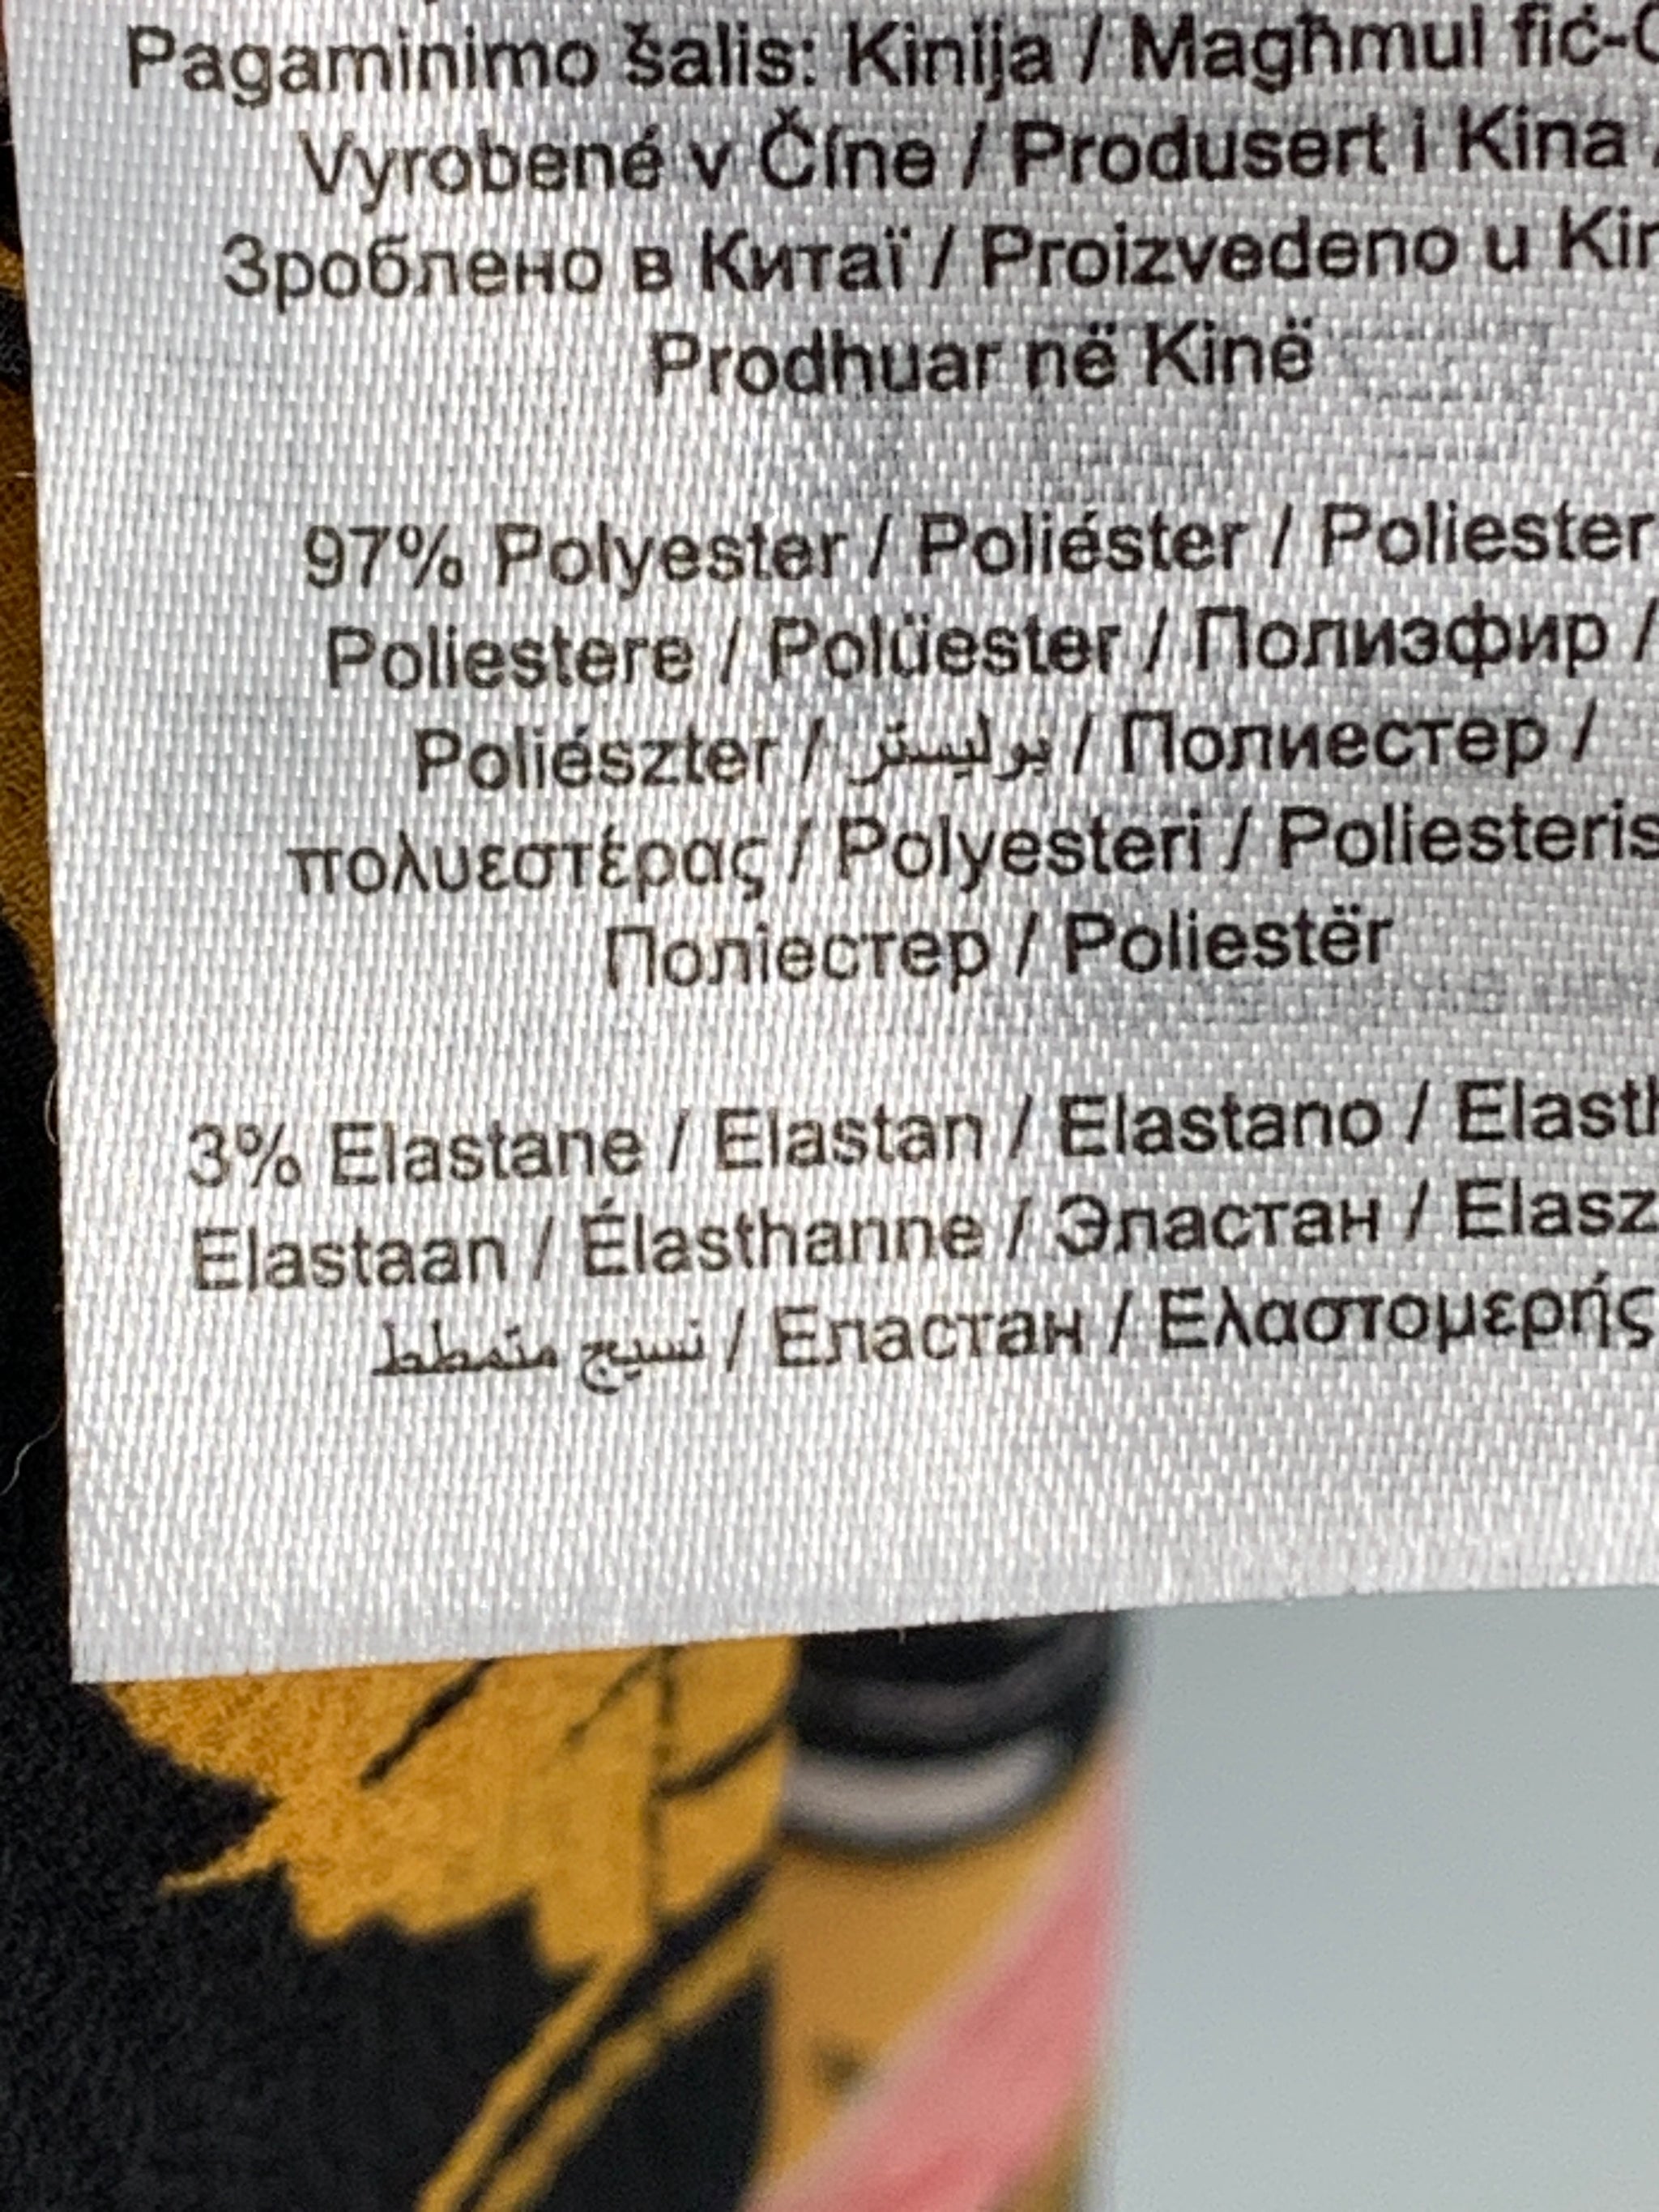 Pagaminimo šalis: Kinija / Magħmul fiċ-
Vyrobené v Číne / Produsert i Kina /
Зроблено в Китаї / Proizvedeno u
Prodhuar në Kinë
97% Polyester / Poliéster / Poliester
Poliestere / Polüester / Полиэфир /
Poliészter / بوليستر / Полиестер /
πολυεστέρας / Polyesteri / Poliesteris
Поліестер / Poliestër
3% Elastane / Elastan / Elastano /
Elastaan / Élasthanne / Эластан /
نسيج متمطط / Еластан / Ελαστομερής